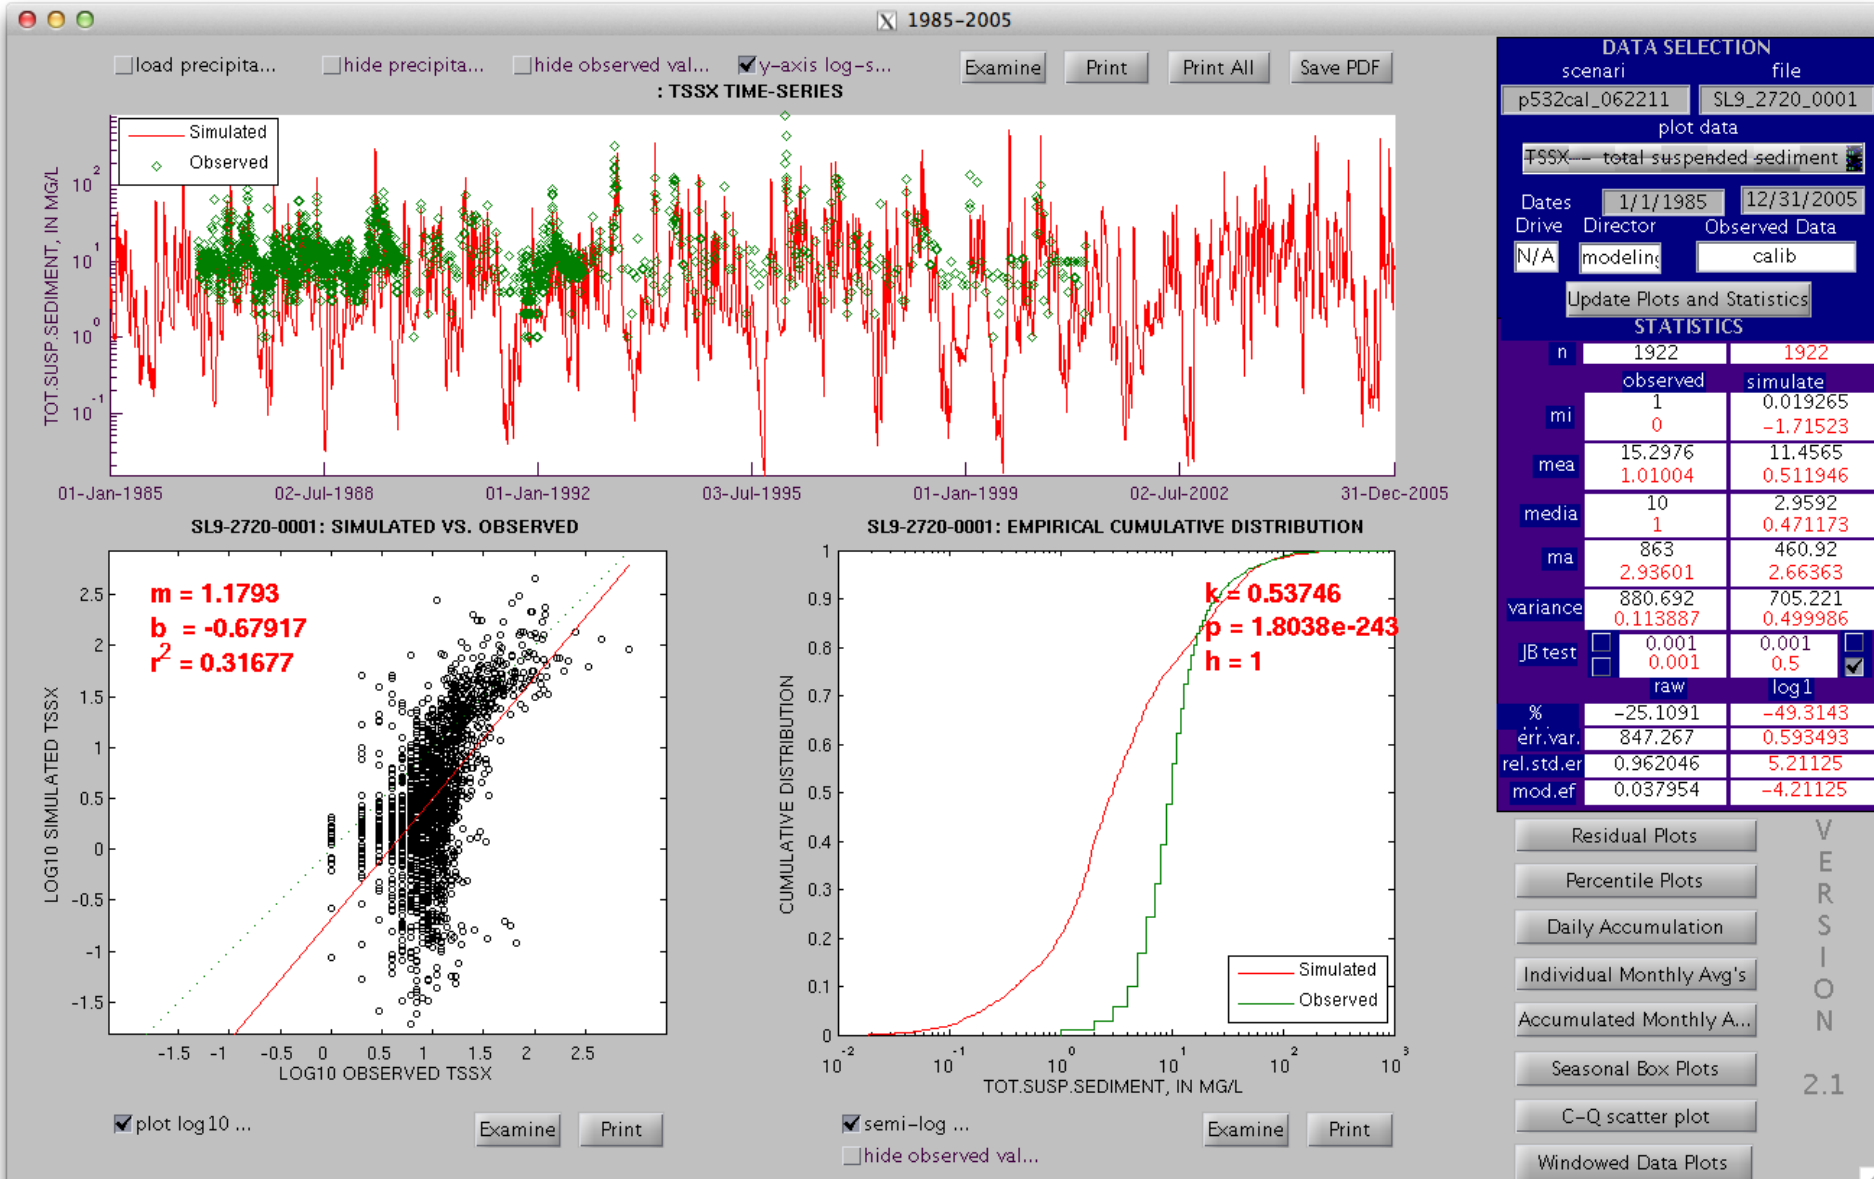 1985-2005
load precipita...
hide precipita...
hide observed val...
y-axis log-s...
Examine
Print
Print All
Save PDF
: TSSX TIME-SERIES
Simulated
Observed
TOT.SUSP.SEDIMENT, IN MG/L
10^2
10^1
10^0
10^-1
01-Jan-1985 02-Jul-1988 01-Jan-1992 03-Jul-1995 01-Jan-1999 02-Jul-2002 31-Dec-2005
SL9-2720-0001: SIMULATED VS. OBSERVED
m = 1.1793
b = -0.67917
r^2 = 0.31677
LOG10 SIMULATED TSSX
2.5
2
1.5
1
0.5
0
-0.5
-1
-1.5
-1.5 -1 -0.5 0 0.5 1 1.5 2 2.5
LOG10 OBSERVED TSSX
plot log10 ...
Examine
Print
SL9-2720-0001: EMPIRICAL CUMULATIVE DISTRIBUTION
k = 0.53746
p = 1.8038e-243
h = 1
CUMULATIVE DISTRIBUTION
1
0.9
0.8
0.7
0.6
0.5
0.4
0.3
0.2
0.1
0
Simulated
Observed
10^-2 10^-1 10^0 10^1 10^2 10^3
TOT.SUSP.SEDIMENT, IN MG/L
semi-log ...
hide observed val...
Examine
Print
DATA SELECTION
scenari file
p532cal_062211 SL9_2720_0001
plot data
TSSX-- - total suspended sediment
Dates 1/1/1985 12/31/2005
Drive Director Observed Data
N/A modeling calib
Update Plots and Statistics
STATISTICS
n 1922 1922
observed simulate
mi 1 0.019265
0 -1.71523
mea 15.2976 11.4565
1.01004 0.511946
media 10 2.9592
1 0.471173
ma 863 460.92
2.93601 2.66363
variance 880.692 705.221
0.113887 0.499986
JB test 0.001 0.001
0.001 0.5
raw log1
% -25.1091 -49.3143
err.var. 847.267 0.593493
rel.std.er 0.962046 5.21125
mod.ef 0.037954 -4.21125
Residual Plots
Percentile Plots
Daily Accumulation
Individual Monthly Avg's
Accumulated Monthly A...
Seasonal Box Plots
C-Q scatter plot
Windowed Data Plots
VERSION
2.1